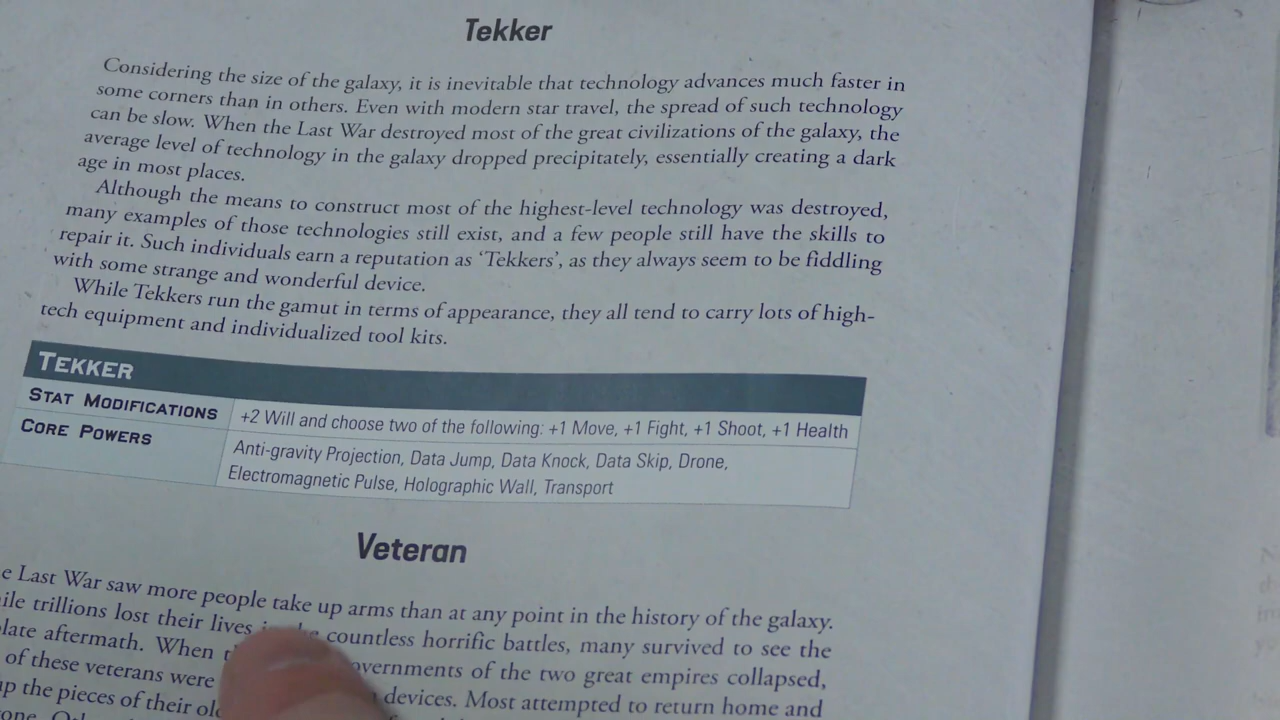 Tekker
Considering the size of the galaxy, it is inevitable that technology advances much faster in
some corners than in others. Even with modern star travel, the spread of such technology
can be slow. When the Last War destroyed most of the great civilizations of the galaxy, the
average level of technology in the galaxy dropped precipitately, essentially creating a dark
age in most places.
Although the means to construct most of the highest-level technology was destroyed,
many examples of those technologies still exist, and a few people still have the skills to
repair it. Such individuals earn a reputation as ‘Tekkers’, as they always seem to be fiddling
with some strange and wonderful device.
While Tekkers run the gamut in terms of appearance, they all tend to carry lots of high-
tech equipment and individualized tool kits.
TEKKER
STAT MODIFICATIONS +2 Will and choose two of the following: +1 Move, +1 Fight, +1 Shoot, +1 Health
CORE POWERS Anti-gravity Projection, Data Jump, Data Knock, Data Skip, Drone,
Electromagnetic Pulse, Holographic Wall, Transport
Veteran
Last War saw more people take up arms than at any point in the history of the galaxy.
trillions lost their lives countless horrific battles, many survived to see the
aftermath. When of the two great empires collapsed,
of these veterans were devices. Most attempted to return home and
the pieces of their